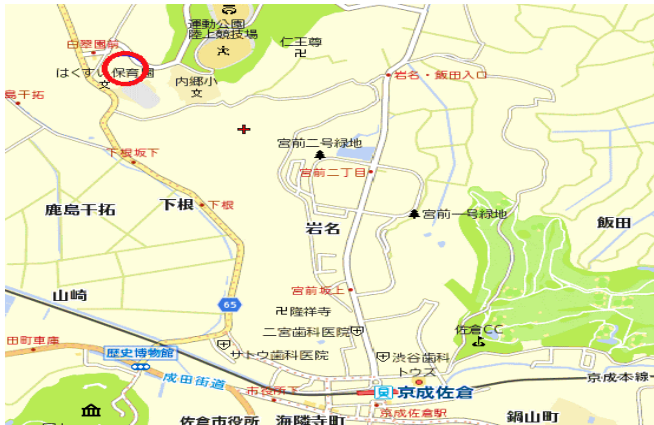 運動公園
陸上競技場
白翠園前
仁王尊
はくすい保育園
内郷小
岩名・飯田入口
島干拓
宮前二号緑地
下根坂下
宮前二丁目
鹿島干拓
下根
下根
宮前一号緑地
飯田
岩名
山崎
宮前坂上
65
卍隆祥寺
田町車庫
二宮歯科医院
佐倉CC
歴史博物館
サトウ歯科医院
渋谷歯科
トウズ
成田街道
市役所下
京成佐倉
京成本線
京成佐倉駅
佐倉市役所
海隣寺町
鍋山町